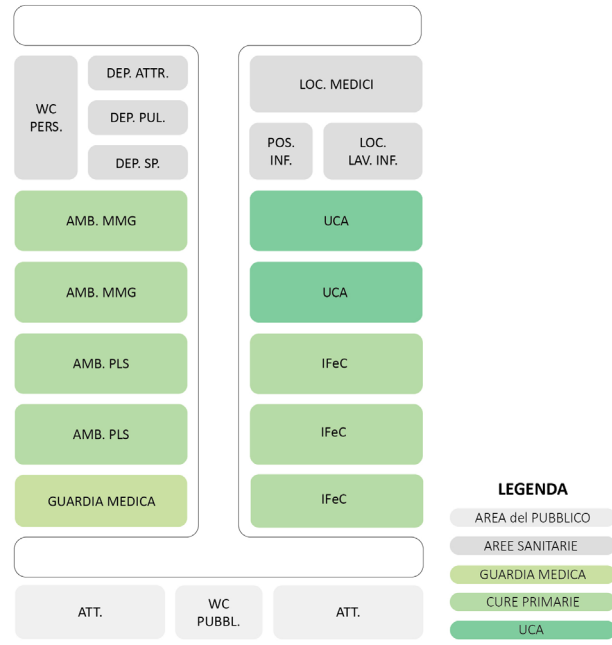 WC
PERS.
DEP. ATTR.
DEP. PUL.
DEP. SP.
LOC. MEDICI
POS.
INF.
LOC.
LAV. INF.
AMB. MMG
UCA
AMB. MMG
UCA
AMB. PLS
IFeC
AMB. PLS
IFeC
GUARDIA MEDICA
IFeC
ATT.
WC
PUBBL.
ATT.
LEGENDA
AREA del PUBBLICO
AREE SANITARIE
GUARDIA MEDICA
CURE PRIMARIE
UCA